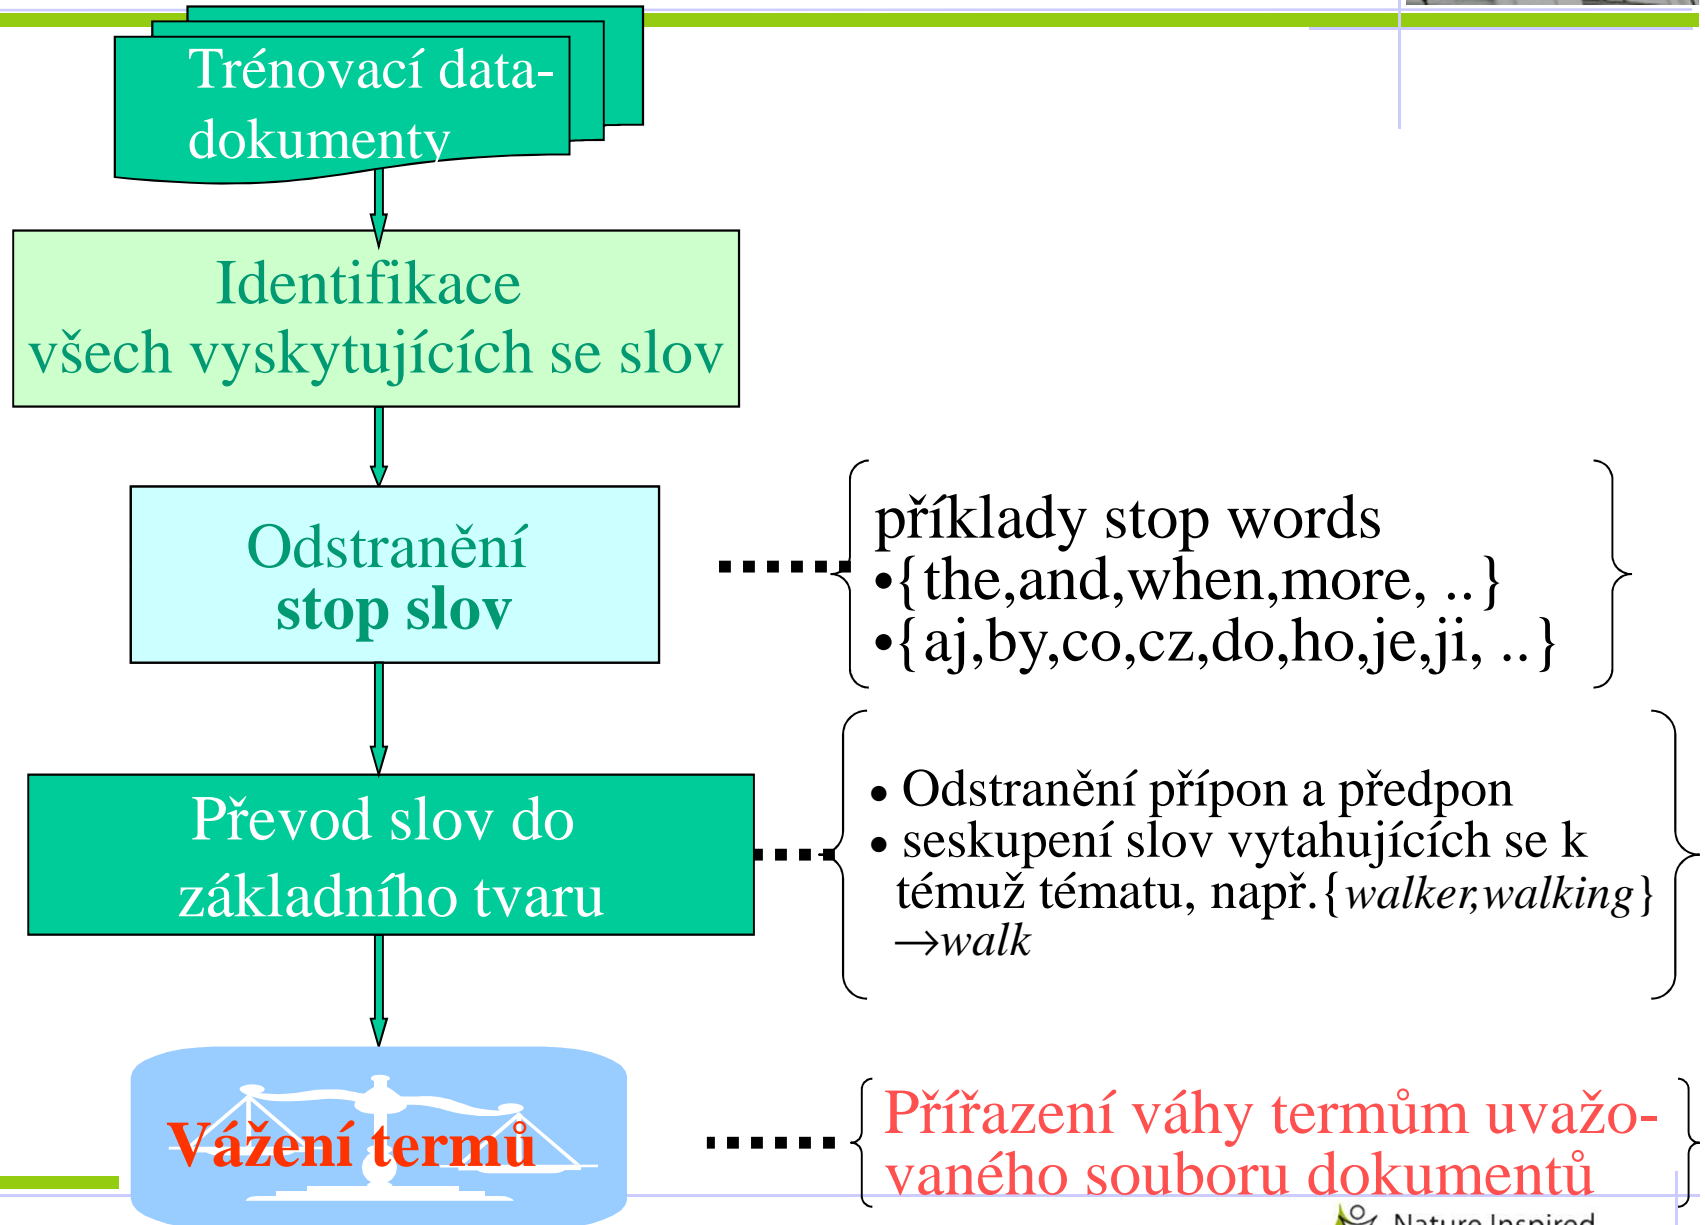 Trénovací data-
dokumenty
Identifikace
všech vyskytujících se slov
Odstranění
stop slov
příklady stop words
•{the,and,when,more, ..}
•{aj,by,co,cz,do,ho,je,ji, ..}
Převod slov do
základního tvaru
• Odstranění přípon a předpon
• seskupení slov vytahujících se k
témuž tématu, např.{walker,walking}
→walk
Vážení termů
Přířazení váhy termům uvažo-
vaného souboru dokumentů
Nature Inspired